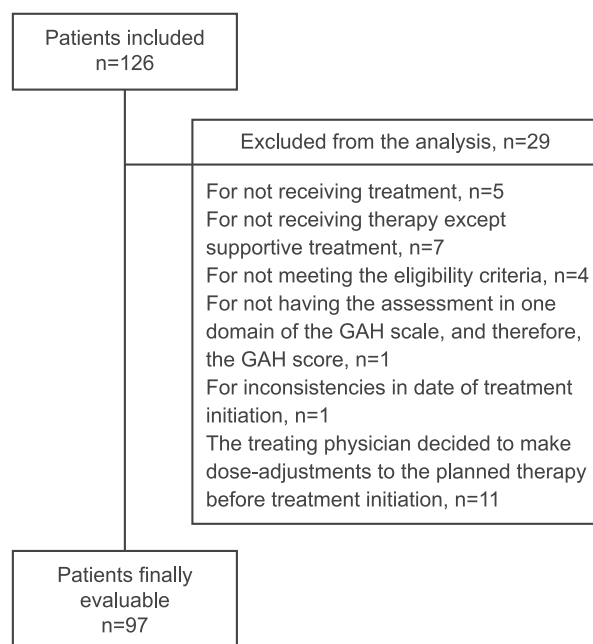 Patients included
n=126
Excluded from the analysis, n=29
For not receiving treatment, n=5
For not receiving therapy except
supportive treatment, n=7
For not meeting the eligibility criteria, n=4
For not having the assessment in one
domain of the GAH scale, and therefore,
the GAH score, n=1
For inconsistencies in date of treatment
initiation, n=1
The treating physician decided to make
dose-adjustments to the planned therapy
before treatment initiation, n=11
Patients finally
evaluable
n=97